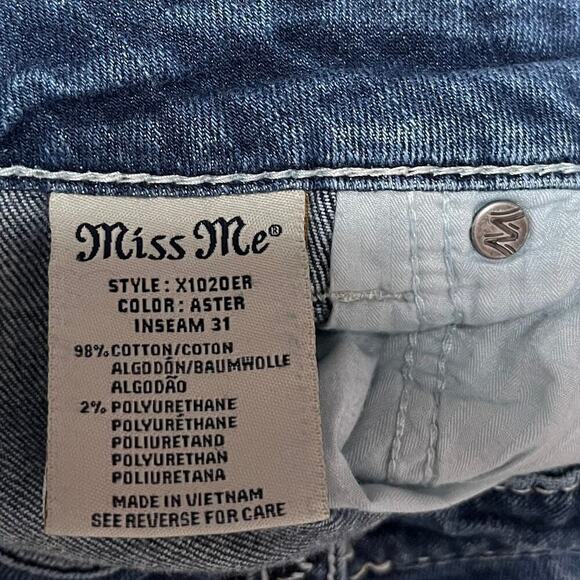 Miss Me®
STYLE: X1020ER
COLOR: ASTER
INSEAM 31
98% COTTON/COTON
ALGODÓN/BAUMWOLLE
ALGODÃO
2% POLYURETHANE
POLYURÉTHANE
POLIURETANO
POLYURETHAN
POLIURETANA
MADE IN VIETNAM
SEE REVERSE FOR CARE